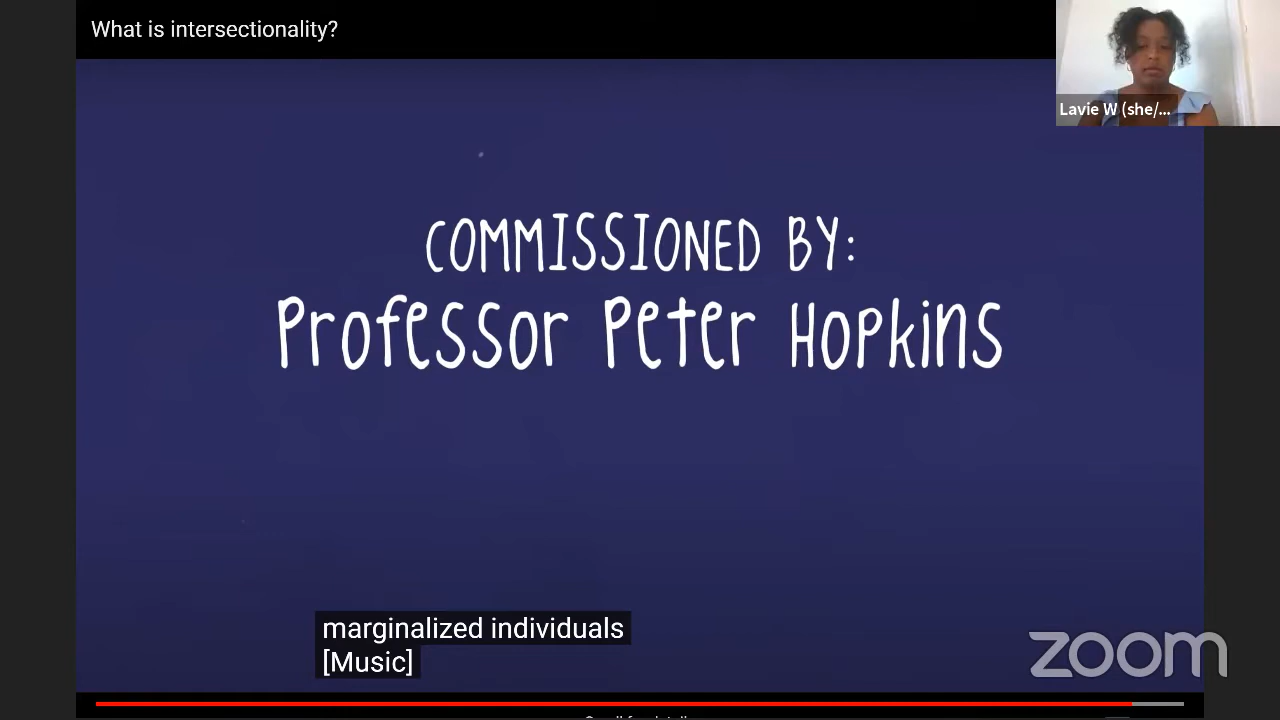 What is intersectionality?
Lavie W (she/...
COMMISSIONED BY:
Professor Peter Hopkins
marginalized individuals
[Music]
zoom